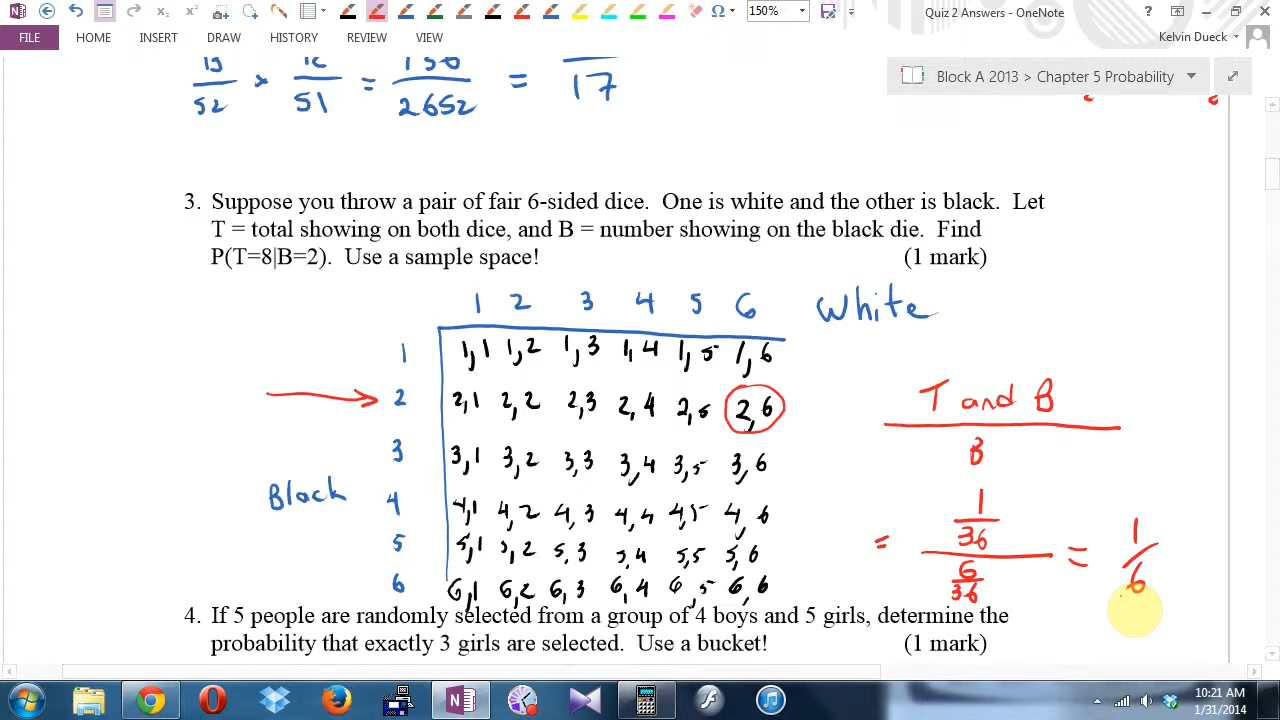 Quiz 2 Answers - OneNote
150%
FILE HOME INSERT DRAW HISTORY REVIEW VIEW
Kelvin Dueck
Block A 2013 > Chapter 5 Probability
52 × 51 = 2652 = 17
3. Suppose you throw a pair of fair 6-sided dice. One is white and the other is black. Let
T = total showing on both dice, and B = number showing on the black die. Find
P(T=8|B=2). Use a sample space! (1 mark)
1 2 3 4 5 6 White
1 1,1 1,2 1,3 1,4 1,5 1,6
2 2,1 2,2 2,3 2,4 2,5 2,6
3 3,1 3,2 3,3 3,4 3,5 3,6
Black 4 4,1 4,2 4,3 4,4 4,5 4,6
5 5,1 5,2 5,3 5,4 5,5 5,6
6 6,1 6,2 6,3 6,4 6,5 6,6
T and B
B
= 1/36
6/36
= 1/6
4. If 5 people are randomly selected from a group of 4 boys and 5 girls, determine the
probability that exactly 3 girls are selected. Use a bucket! (1 mark)
10:21 AM
1/31/2014